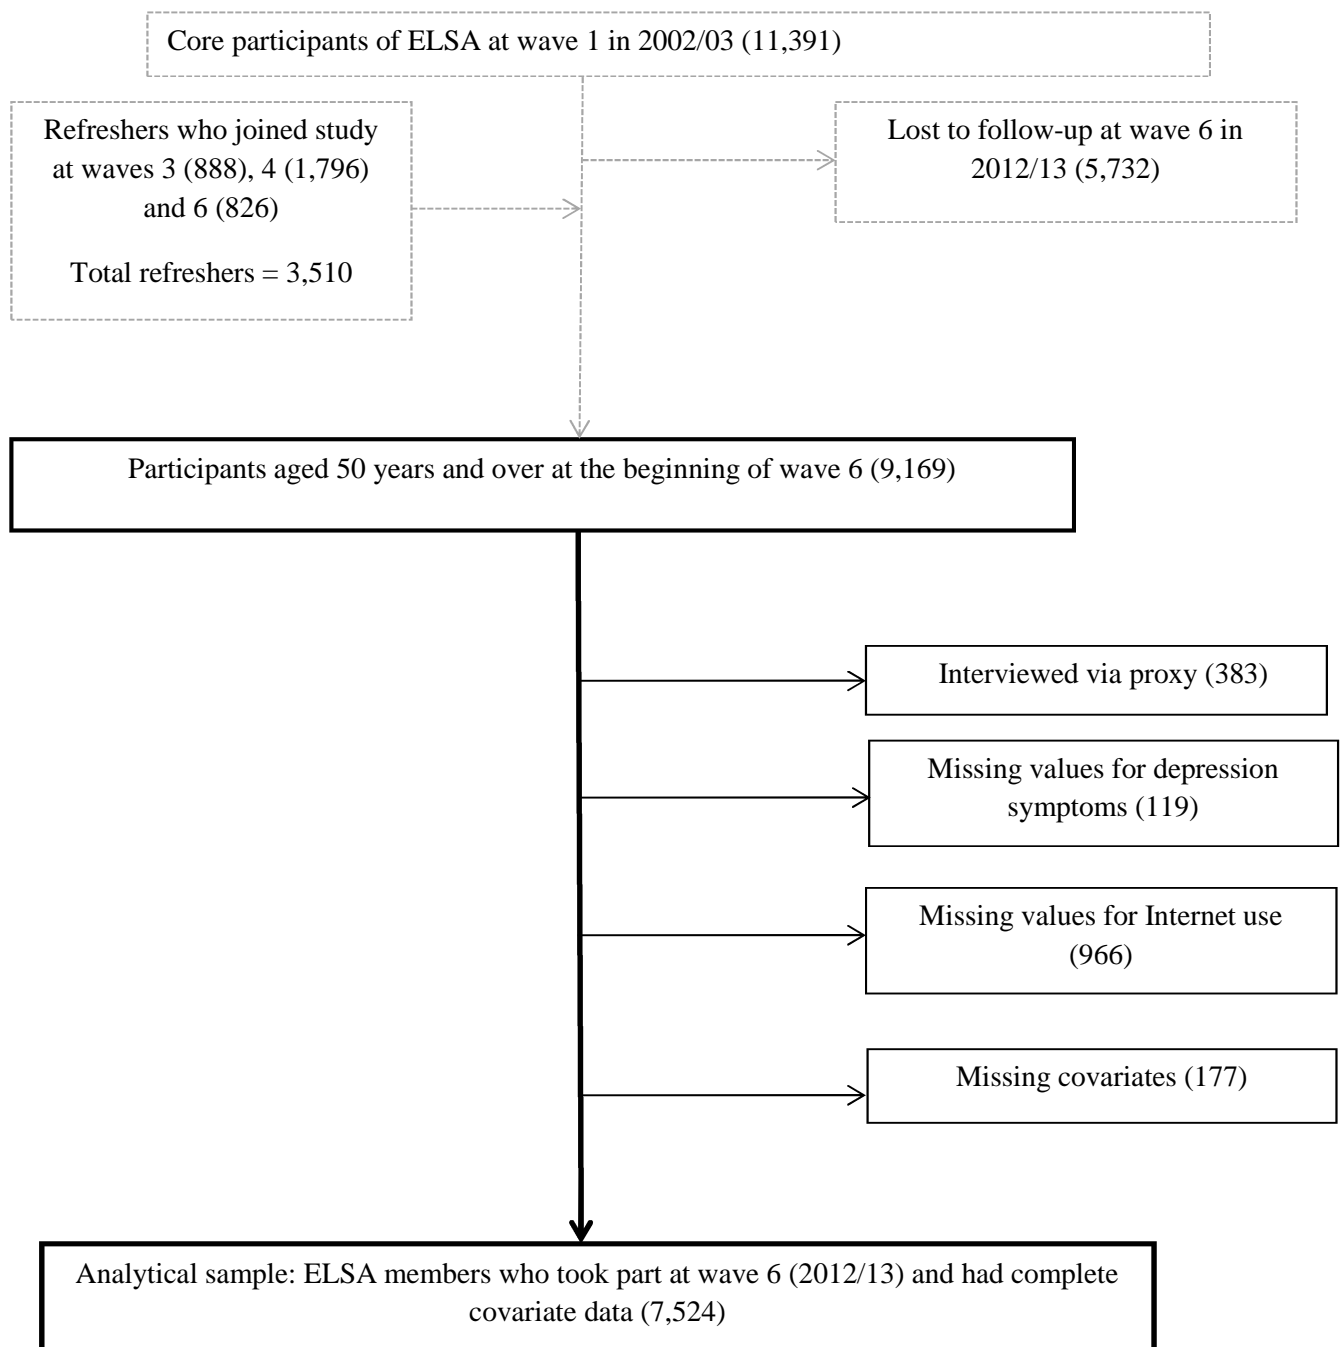 Core participants of ELSA at wave 1 in 2002/03 (11,391)
Refreshers who joined study
at waves 3 (888), 4 (1,796)
and 6 (826)
Total refreshers = 3,510
Lost to follow-up at wave 6 in
2012/13 (5,732)
Participants aged 50 years and over at the beginning of wave 6 (9,169)
Interviewed via proxy (383)
Missing values for depression
symptoms (119)
Missing values for Internet use
(966)
Missing covariates (177)
Analytical sample: ELSA members who took part at wave 6 (2012/13) and had complete
covariate data (7,524)